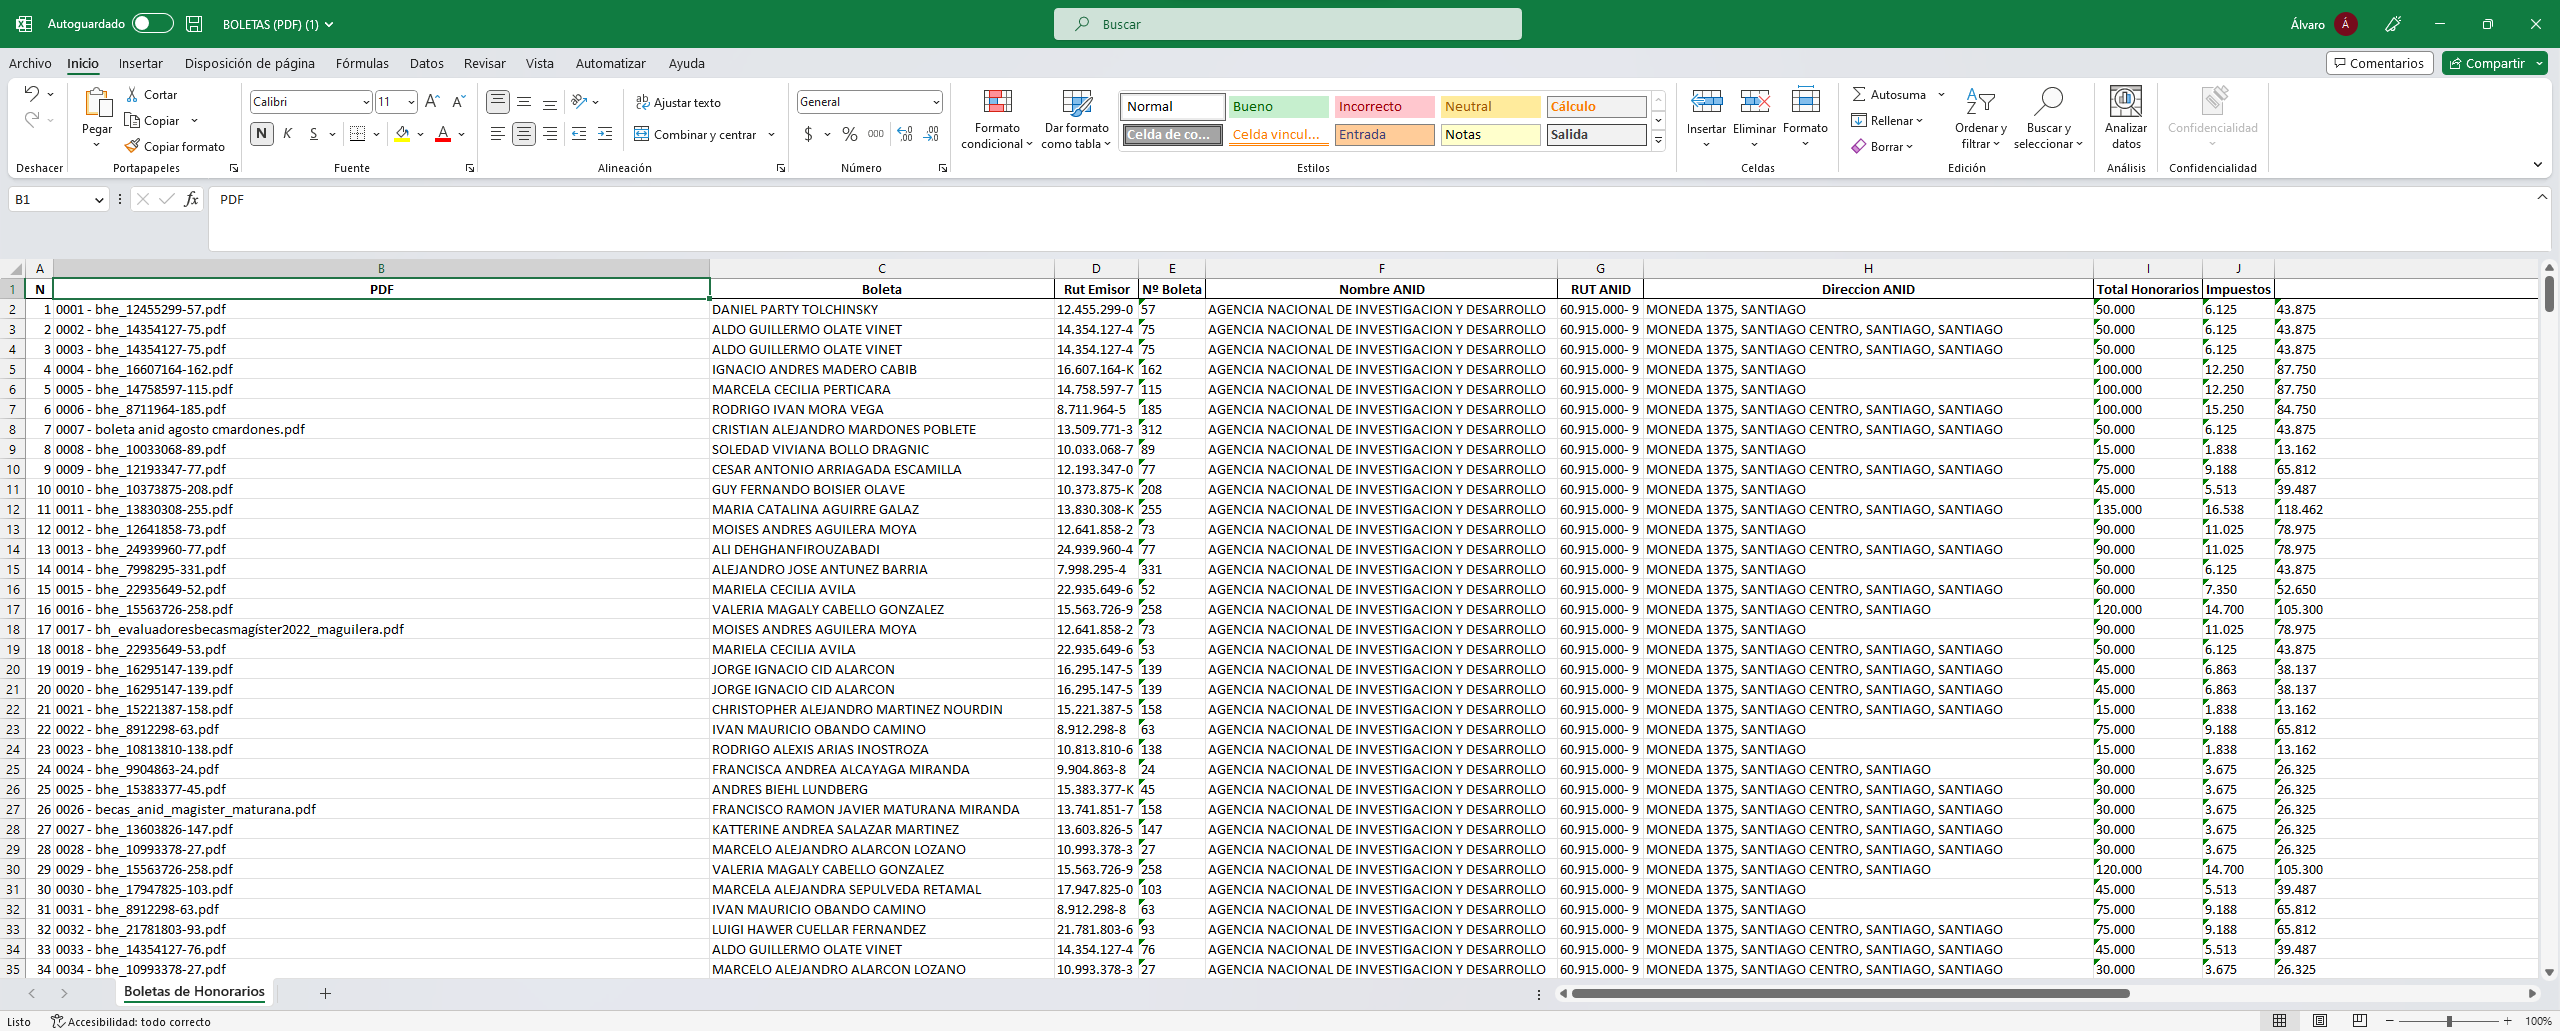 Autoguardado BOLETAS (PDF) (1) Buscar Álvaro Á
Archivo Inicio Insertar Disposición de página Fórmulas Datos Revisar Vista Automatizar Ayuda Comentarios Compartir
Cortar Calibri 11 Ajustar texto General Normal Bueno Incorrecto Neutral Cálculo Autosuma
Pegar Copiar Formato condicional Dar formato como tabla Insertar Eliminar Formato Rellenar Ordenar y filtrar Buscar y seleccionar Analizar datos Confidencialidad
Copiar formato N K S Combinar y centrar $ % 000 Celda de co... Celda vincul... Entrada Notas Salida Borrar
Deshacer Portapapeles Fuente Alineación Número Estilos Celdas Edición Análisis Confidencialidad
B1 fx PDF
A B C D E F G H I J
1 N PDF Boleta Rut Emisor Nº Boleta Nombre ANID RUT ANID Direccion ANID Total Honorarios Impuestos
2 1 0001 - bhe_12455299-57.pdf DANIEL PARTY TOLCHINSKY 12.455.299-0 57 AGENCIA NACIONAL DE INVESTIGACION Y DESARROLLO 60.915.000- 9 MONEDA 1375, SANTIAGO 50.000 6.125 43.875
3 2 0002 - bhe_14354127-75.pdf ALDO GUILLERMO OLATE VINET 14.354.127-4 75 AGENCIA NACIONAL DE INVESTIGACION Y DESARROLLO 60.915.000- 9 MONEDA 1375, SANTIAGO CENTRO, SANTIAGO, SANTIAGO 50.000 6.125 43.875
4 3 0003 - bhe_14354127-75.pdf ALDO GUILLERMO OLATE VINET 14.354.127-4 75 AGENCIA NACIONAL DE INVESTIGACION Y DESARROLLO 60.915.000- 9 MONEDA 1375, SANTIAGO CENTRO, SANTIAGO, SANTIAGO 50.000 6.125 43.875
5 4 0004 - bhe_16607164-162.pdf IGNACIO ANDRES MADERO CABIB 16.607.164-K 162 AGENCIA NACIONAL DE INVESTIGACION Y DESARROLLO 60.915.000- 9 MONEDA 1375, SANTIAGO 100.000 12.250 87.750
6 5 0005 - bhe_14758597-115.pdf MARCELA CECILIA PERTICARA 14.758.597-7 115 AGENCIA NACIONAL DE INVESTIGACION Y DESARROLLO 60.915.000- 9 MONEDA 1375, SANTIAGO 100.000 12.250 87.750
7 6 0006 - bhe_8711964-185.pdf RODRIGO IVAN MORA VEGA 8.711.964-5 185 AGENCIA NACIONAL DE INVESTIGACION Y DESARROLLO 60.915.000- 9 MONEDA 1375, SANTIAGO CENTRO, SANTIAGO, SANTIAGO 100.000 15.250 84.750
8 7 0007 - boleta anid agosto cmardones.pdf CRISTIAN ALEJANDRO MARDONES POBLETE 13.509.771-3 312 AGENCIA NACIONAL DE INVESTIGACION Y DESARROLLO 60.915.000- 9 MONEDA 1375, SANTIAGO CENTRO, SANTIAGO, SANTIAGO 50.000 6.125 43.875
9 8 0008 - bhe_10033068-89.pdf SOLEDAD VIVIANA BOLLO DRAGNIC 10.033.068-7 89 AGENCIA NACIONAL DE INVESTIGACION Y DESARROLLO 60.915.000- 9 MONEDA 1375, SANTIAGO 15.000 1.838 13.162
10 9 0009 - bhe_12193347-77.pdf CESAR ANTONIO ARRIAGADA ESCAMILLA 12.193.347-0 77 AGENCIA NACIONAL DE INVESTIGACION Y DESARROLLO 60.915.000- 9 MONEDA 1375, SANTIAGO CENTRO, SANTIAGO, SANTIAGO 75.000 9.188 65.812
11 10 0010 - bhe_10373875-208.pdf GUY FERNANDO BOISIER OLAVE 10.373.875-K 208 AGENCIA NACIONAL DE INVESTIGACION Y DESARROLLO 60.915.000- 9 MONEDA 1375, SANTIAGO 45.000 5.513 39.487
12 11 0011 - bhe_13830308-255.pdf MARIA CATALINA AGUIRRE GALAZ 13.830.308-K 255 AGENCIA NACIONAL DE INVESTIGACION Y DESARROLLO 60.915.000- 9 MONEDA 1375, SANTIAGO CENTRO, SANTIAGO, SANTIAGO 135.000 16.538 118.462
13 12 0012 - bhe_12641858-73.pdf MOISES ANDRES AGUILERA MOYA 12.641.858-2 73 AGENCIA NACIONAL DE INVESTIGACION Y DESARROLLO 60.915.000- 9 MONEDA 1375, SANTIAGO 90.000 11.025 78.975
14 13 0013 - bhe_24939960-77.pdf ALI DEHGHANFIROUZABADI 24.939.960-4 77 AGENCIA NACIONAL DE INVESTIGACION Y DESARROLLO 60.915.000- 9 MONEDA 1375, SANTIAGO CENTRO, SANTIAGO, SANTIAGO 90.000 11.025 78.975
15 14 0014 - bhe_7998295-331.pdf ALEJANDRO JOSE ANTUNEZ BARRIA 7.998.295-4 331 AGENCIA NACIONAL DE INVESTIGACION Y DESARROLLO 60.915.000- 9 MONEDA 1375, SANTIAGO 50.000 6.125 43.875
16 15 0015 - bhe_22935649-52.pdf MARIELA CECILIA AVILA 22.935.649-6 52 AGENCIA NACIONAL DE INVESTIGACION Y DESARROLLO 60.915.000- 9 MONEDA 1375, SANTIAGO CENTRO, SANTIAGO, SANTIAGO 60.000 7.350 52.650
17 16 0016 - bhe_15563726-258.pdf VALERIA MAGALY CABELLO GONZALEZ 15.563.726-9 258 AGENCIA NACIONAL DE INVESTIGACION Y DESARROLLO 60.915.000- 9 MONEDA 1375, SANTIAGO CENTRO, SANTIAGO 120.000 14.700 105.300
18 17 0017 - bh_evaluadoresbecasmagíster2022_maguilera.pdf MOISES ANDRES AGUILERA MOYA 12.641.858-2 73 AGENCIA NACIONAL DE INVESTIGACION Y DESARROLLO 60.915.000- 9 MONEDA 1375, SANTIAGO 90.000 11.025 78.975
19 18 0018 - bhe_22935649-53.pdf MARIELA CECILIA AVILA 22.935.649-6 53 AGENCIA NACIONAL DE INVESTIGACION Y DESARROLLO 60.915.000- 9 MONEDA 1375, SANTIAGO CENTRO, SANTIAGO, SANTIAGO 50.000 6.125 43.875
20 19 0019 - bhe_16295147-139.pdf JORGE IGNACIO CID ALARCON 16.295.147-5 139 AGENCIA NACIONAL DE INVESTIGACION Y DESARROLLO 60.915.000- 9 MONEDA 1375, SANTIAGO CENTRO, SANTIAGO, SANTIAGO 45.000 6.863 38.137
21 20 0020 - bhe_16295147-139.pdf JORGE IGNACIO CID ALARCON 16.295.147-5 139 AGENCIA NACIONAL DE INVESTIGACION Y DESARROLLO 60.915.000- 9 MONEDA 1375, SANTIAGO CENTRO, SANTIAGO, SANTIAGO 45.000 6.863 38.137
22 21 0021 - bhe_15221387-158.pdf CHRISTOPHER ALEJANDRO MARTINEZ NOURDIN 15.221.387-5 158 AGENCIA NACIONAL DE INVESTIGACION Y DESARROLLO 60.915.000- 9 MONEDA 1375, SANTIAGO CENTRO, SANTIAGO, SANTIAGO 15.000 1.838 13.162
23 22 0022 - bhe_8912298-63.pdf IVAN MAURICIO OBANDO CAMINO 8.912.298-8 63 AGENCIA NACIONAL DE INVESTIGACION Y DESARROLLO 60.915.000- 9 MONEDA 1375, SANTIAGO 75.000 9.188 65.812
24 23 0023 - bhe_10813810-138.pdf RODRIGO ALEXIS ARIAS INOSTROZA 10.813.810-6 138 AGENCIA NACIONAL DE INVESTIGACION Y DESARROLLO 60.915.000- 9 MONEDA 1375, SANTIAGO 15.000 1.838 13.162
25 24 0024 - bhe_9904863-24.pdf FRANCISCA ANDREA ALCAYAGA MIRANDA 9.904.863-8 24 AGENCIA NACIONAL DE INVESTIGACION Y DESARROLLO 60.915.000- 9 MONEDA 1375, SANTIAGO CENTRO, SANTIAGO 30.000 3.675 26.325
26 25 0025 - bhe_15383377-45.pdf ANDRES BIEHL LUNDBERG 15.383.377-K 45 AGENCIA NACIONAL DE INVESTIGACION Y DESARROLLO 60.915.000- 9 MONEDA 1375, SANTIAGO CENTRO, SANTIAGO, SANTIAGO 30.000 3.675 26.325
27 26 0026 - becas_anid_magister_maturana.pdf FRANCISCO RAMON JAVIER MATURANA MIRANDA 13.741.851-7 158 AGENCIA NACIONAL DE INVESTIGACION Y DESARROLLO 60.915.000- 9 MONEDA 1375, SANTIAGO CENTRO, SANTIAGO, SANTIAGO 30.000 3.675 26.325
28 27 0027 - bhe_13603826-147.pdf KATTERINE ANDREA SALAZAR MARTINEZ 13.603.826-5 147 AGENCIA NACIONAL DE INVESTIGACION Y DESARROLLO 60.915.000- 9 MONEDA 1375, SANTIAGO CENTRO, SANTIAGO, SANTIAGO 30.000 3.675 26.325
29 28 0028 - bhe_10993378-27.pdf MARCELO ALEJANDRO ALARCON LOZANO 10.993.378-3 27 AGENCIA NACIONAL DE INVESTIGACION Y DESARROLLO 60.915.000- 9 MONEDA 1375, SANTIAGO CENTRO, SANTIAGO, SANTIAGO 30.000 3.675 26.325
30 29 0029 - bhe_15563726-258.pdf VALERIA MAGALY CABELLO GONZALEZ 15.563.726-9 258 AGENCIA NACIONAL DE INVESTIGACION Y DESARROLLO 60.915.000- 9 MONEDA 1375, SANTIAGO CENTRO, SANTIAGO 120.000 14.700 105.300
31 30 0030 - bhe_17947825-103.pdf MARCELA ALEJANDRA SEPULVEDA RETAMAL 17.947.825-0 103 AGENCIA NACIONAL DE INVESTIGACION Y DESARROLLO 60.915.000- 9 MONEDA 1375, SANTIAGO 45.000 5.513 39.487
32 31 0031 - bhe_8912298-63.pdf IVAN MAURICIO OBANDO CAMINO 8.912.298-8 63 AGENCIA NACIONAL DE INVESTIGACION Y DESARROLLO 60.915.000- 9 MONEDA 1375, SANTIAGO 75.000 9.188 65.812
33 32 0032 - bhe_21781803-93.pdf LUIGI HAWER CUELLAR FERNANDEZ 21.781.803-6 93 AGENCIA NACIONAL DE INVESTIGACION Y DESARROLLO 60.915.000- 9 MONEDA 1375, SANTIAGO CENTRO, SANTIAGO, SANTIAGO 75.000 9.188 65.812
34 33 0033 - bhe_14354127-76.pdf ALDO GUILLERMO OLATE VINET 14.354.127-4 76 AGENCIA NACIONAL DE INVESTIGACION Y DESARROLLO 60.915.000- 9 MONEDA 1375, SANTIAGO CENTRO, SANTIAGO, SANTIAGO 45.000 5.513 39.487
35 34 0034 - bhe_10993378-27.pdf MARCELO ALEJANDRO ALARCON LOZANO 10.993.378-3 27 AGENCIA NACIONAL DE INVESTIGACION Y DESARROLLO 60.915.000- 9 MONEDA 1375, SANTIAGO CENTRO, SANTIAGO, SANTIAGO 30.000 3.675 26.325
Boletas de Honorarios
Listo Accesibilidad: todo correcto 100%